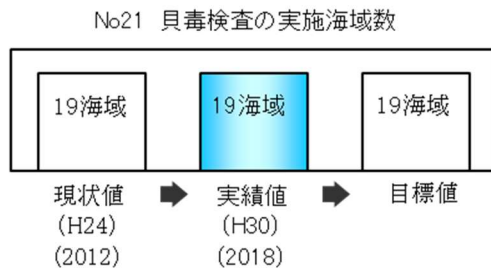 No21 貝毒検査の実施海域数
19海域 19海域 19海域
現状値 ➡ 実績値 ➡ 目標値
(H24) (H30)
(2012) (2018)